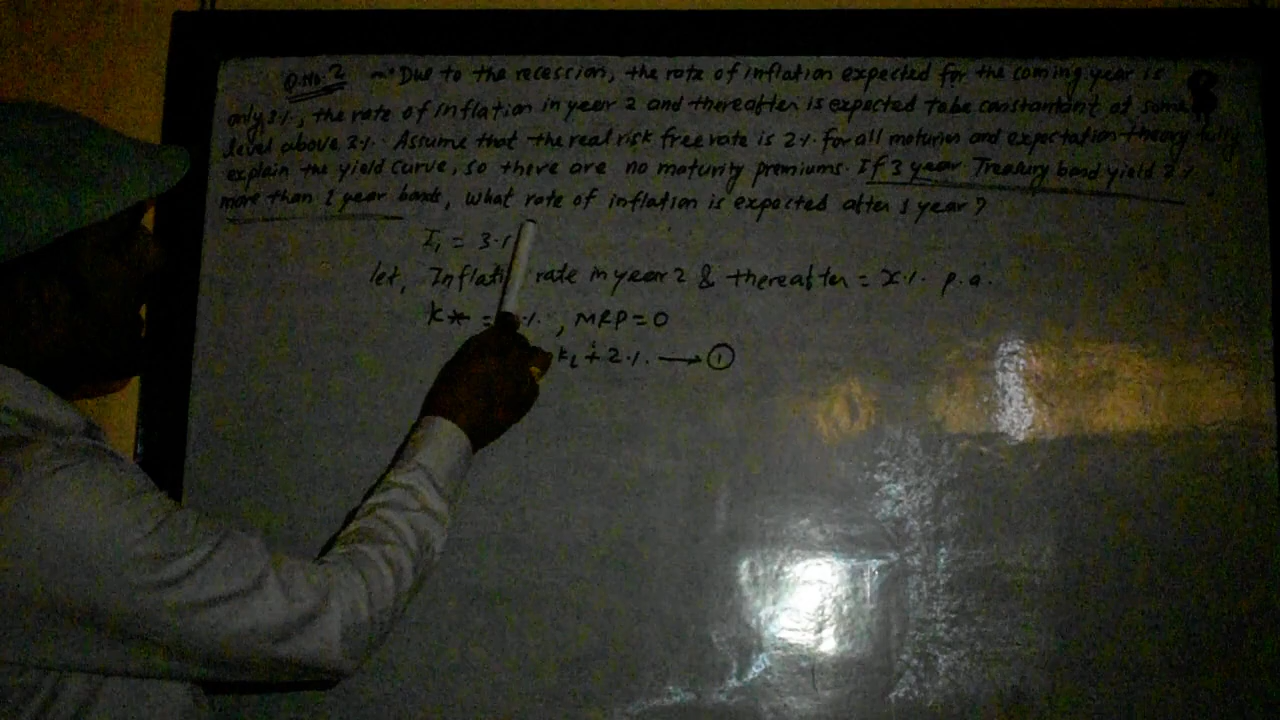 Q.No.2 Due to the recession, the rate of inflation expected for the coming year is
only 3%, the rate of inflation in year 2 and thereafter is expected to be constantant at some
level above 3%. Assume that the real risk free rate is 2% for all maturies and expectation theory fully
explain the yield curve, so there are no maturity premiums. If 3 year Treasury bond yield 2%
more than 1 year bonds, what rate of inflation is expected after 1 year?
I₁ = 3%
let, Inflati rate in year 2 & thereafter = x% p.a.
K* = %, MRP=0
k₁ + 2% → ①